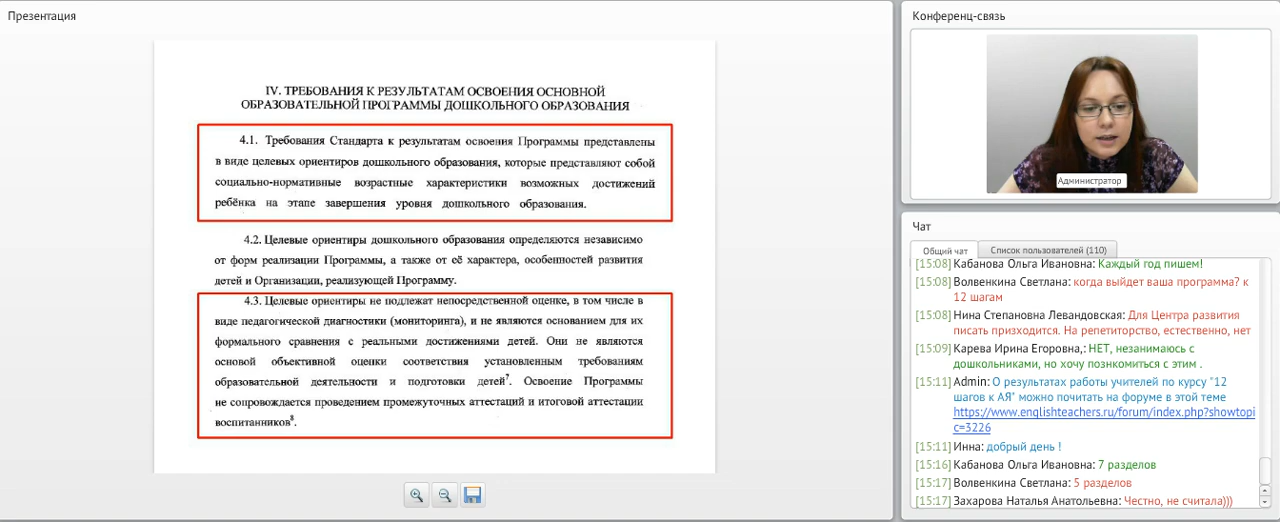 Презентация
IV. ТРЕБОВАНИЯ К РЕЗУЛЬТАТАМ ОСВОЕНИЯ ОСНОВНОЙ
ОБРАЗОВАТЕЛЬНОЙ ПРОГРАММЫ ДОШКОЛЬНОГО ОБРАЗОВАНИЯ
4.1. Требования Стандарта к результатам освоения Программы представлены
в виде целевых ориентиров дошкольного образования, которые представляют собой
социально-нормативные возрастные характеристики возможных достижений
ребёнка на этапе завершения уровня дошкольного образования.
4.2. Целевые ориентиры дошкольного образования определяются независимо
от форм реализации Программы, а также от её характера, особенностей развития
детей и Организации, реализующей Программу.
4.3. Целевые ориентиры не подлежат непосредственной оценке, в том числе в
виде педагогической диагностики (мониторинга), и не являются основанием для их
формального сравнения с реальными достижениями детей. Они не являются
основой объективной оценки соответствия установленным требованиям
образовательной деятельности и подготовки детей⁷. Освоение Программы
не сопровождается проведением промежуточных аттестаций и итоговой аттестации
воспитанников⁸.
Конференц-связь
Администратор
Чат
Общий чат Список пользователей (110)
[15:08] Кабанова Ольга Ивановна: Каждый год пишем!
[15:08] Волвенкина Светлана: когда выйдет ваша программа? к
12 шагам
[15:08] Нина Степановна Левандовская: Для Центра развития
писать призходится. На репетиторство, естественно, нет
[15:09] Карева Ирина Егоровна,: НЕТ, незанимаюсь с
дошкольниками, но хочу познкомиться с этим .
[15:11] Admin: О результатах работы учителей по курсу "12
шагов к АЯ" можно почитать на форуме в этой теме
https://www.englishteachers.ru/forum/index.php?showtopi
c=3226
[15:11] Инна: добрый день !
[15:16] Кабанова Ольга Ивановна: 7 разделов
[15:17] Волвенкина Светлана: 5 разделов
[15:17] Захарова Наталья Анатольевна: Честно, не считала)))